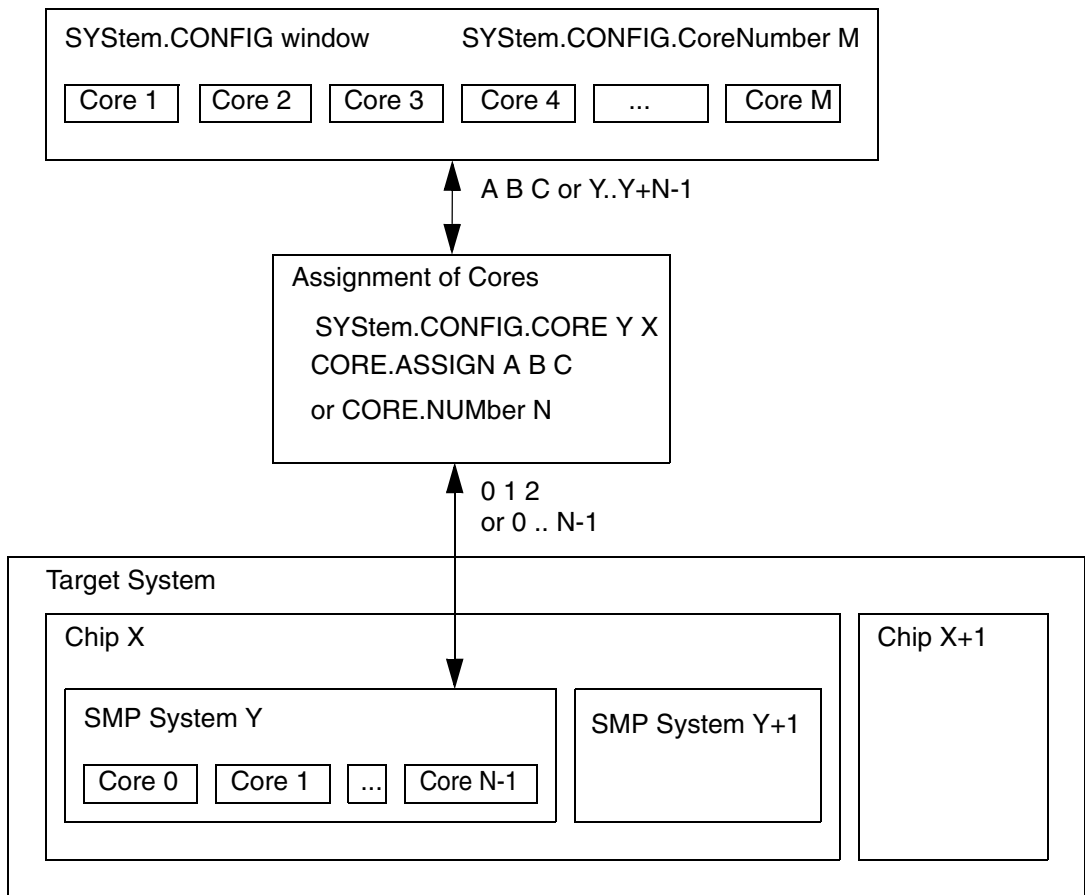 SYStem.CONFIG window SYStem.CONFIG.CoreNumber M
Core 1 Core 2 Core 3 Core 4 ... Core M
A B C or Y..Y+N-1
Assignment of Cores
SYStem.CONFIG.CORE Y X
CORE.ASSIGN A B C
or CORE.NUMber N
0 1 2
or 0 .. N-1
Target System
Chip X Chip X+1
SMP System Y SMP System Y+1
Core 0 Core 1 ... Core N-1